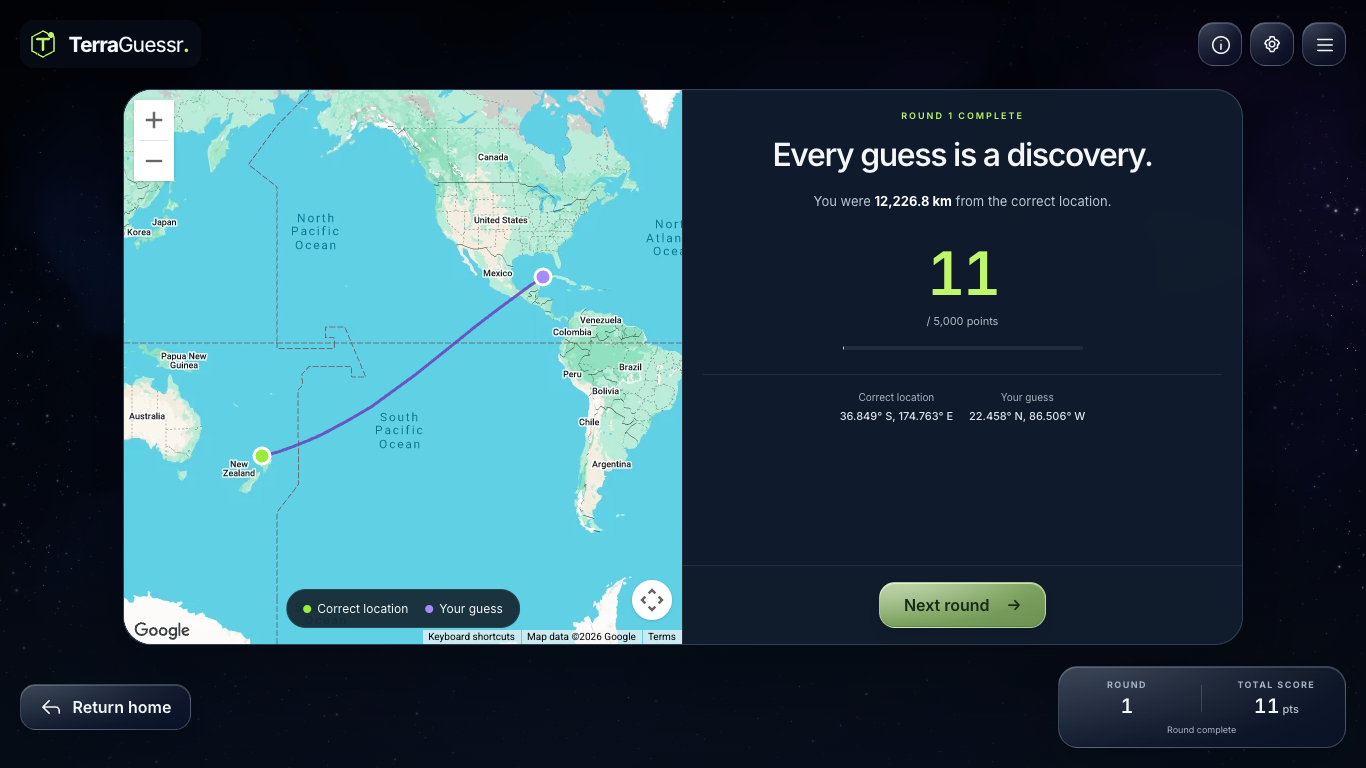 TerraGuessr.
+
−
Canada
United States
Mexico
Japan
Korea
North
Pacific
Ocean
Venezuela
Colombia
Papua New
Guinea
Peru
Brazil
Bolivia
Australia
Chile
South
Pacific
Ocean
New
Zealand
Argentina
Correct location
Your guess
Google
Keyboard shortcuts
Map data ©2026 Google
Terms
ROUND 1 COMPLETE
Every guess is a discovery.
You were 12,226.8 km from the correct location.
11
/ 5,000 points
Correct location
Your guess
36.849° S, 174.763° E
22.458° N, 86.506° W
Next round
Return home
ROUND
TOTAL SCORE
1
11 pts
Round complete